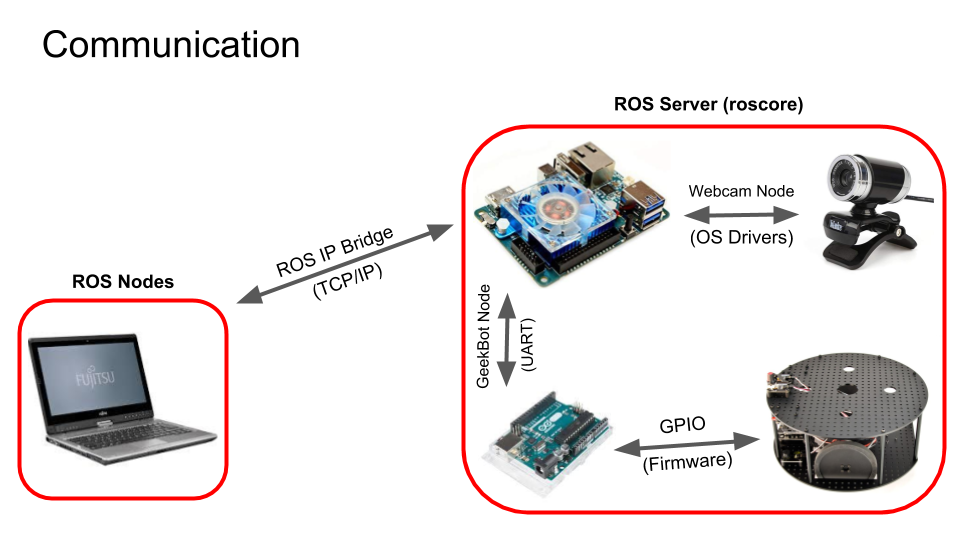 Communication
ROS Server (roscore)
Webcam Node
(OS Drivers)
ROS IP Bridge
(TCP/IP)
ROS Nodes
FUJITSU
GeekBot Node
(UART)
GPIO
(Firmware)